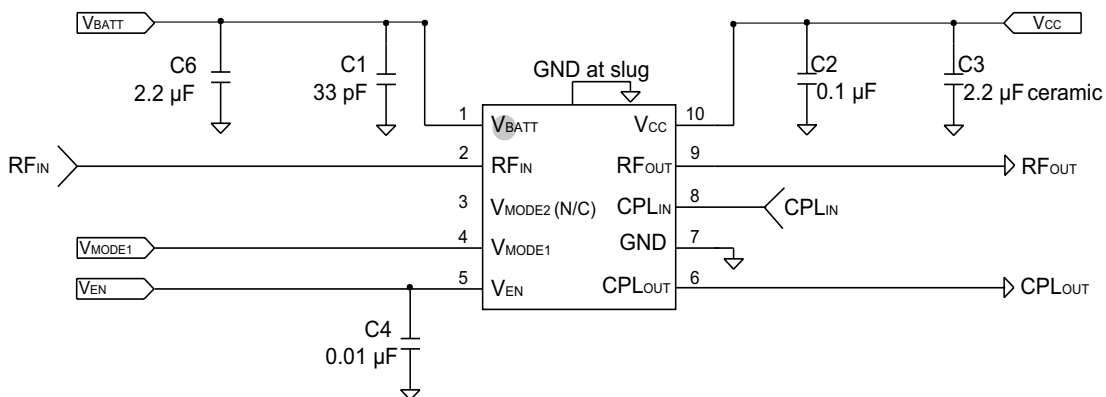 VBATT
VCC
C6
2.2 µF
C1
33 pF
GND at slug
C2
0.1 µF
C3
2.2 µF ceramic
1
VBATT
VCC
10
RFIN
2
RFIN
RFOUT
9
RFOUT
3
VMODE2 (N/C)
CPLIN
8
CPLIN
VMODE1
4
VMODE1
GND
7
VEN
5
VEN
CPLOUT
6
CPLOUT
C4
0.01 µF